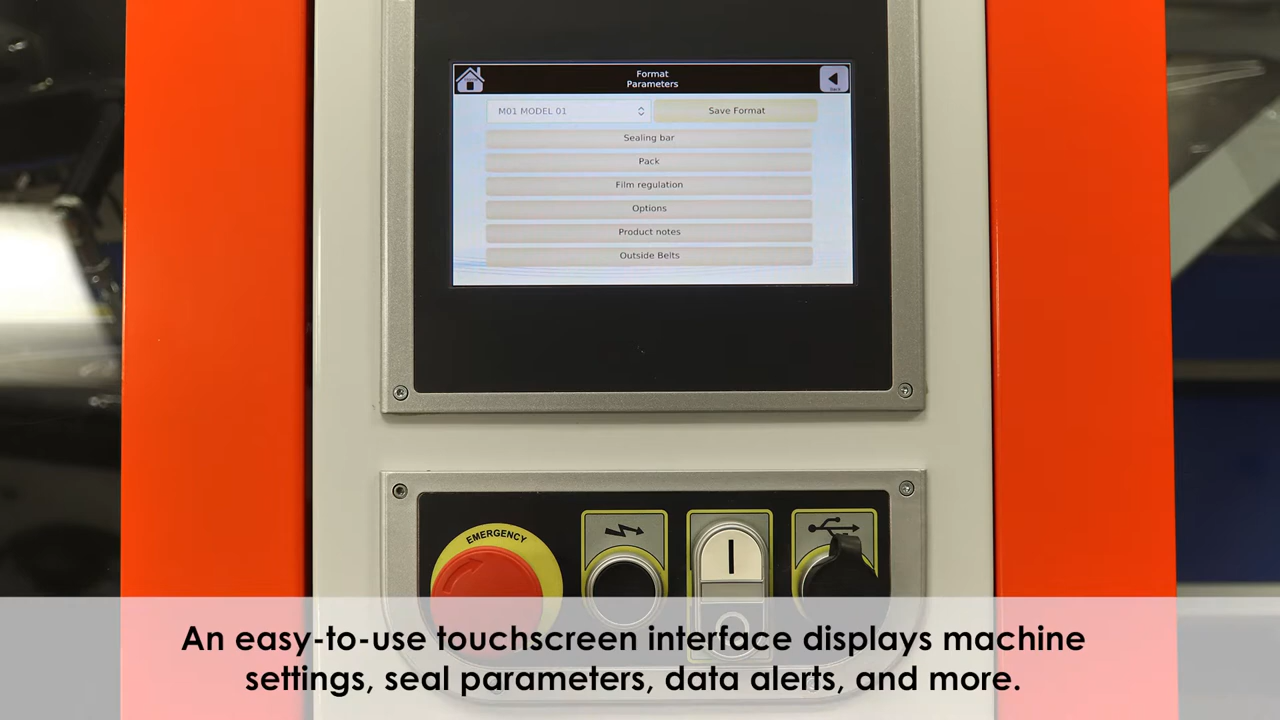 Format
Parameters
Back
M01 MODEL 01
Save Format
Sealing bar
Pack
Film regulation
Options
Product notes
Outside Belts
EMERGENCY
An easy-to-use touchscreen interface displays machine
settings, seal parameters, data alerts, and more.